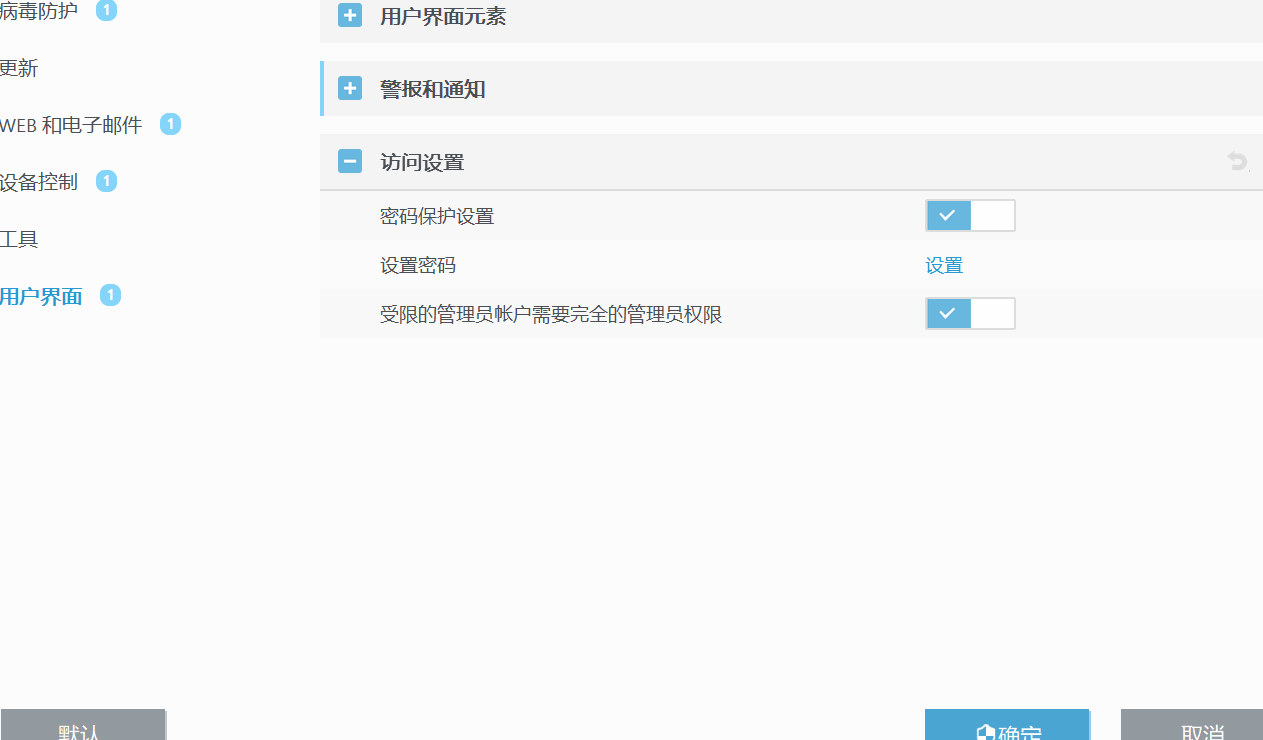 病毒防护 1
更新
WEB 和电子邮件 1
设备控制 1
工具
用户界面 1
用户界面元素
警报和通知
访问设置
密码保护设置
设置密码 设置
受限的管理员帐户需要完全的管理员权限
默认 确定 取消